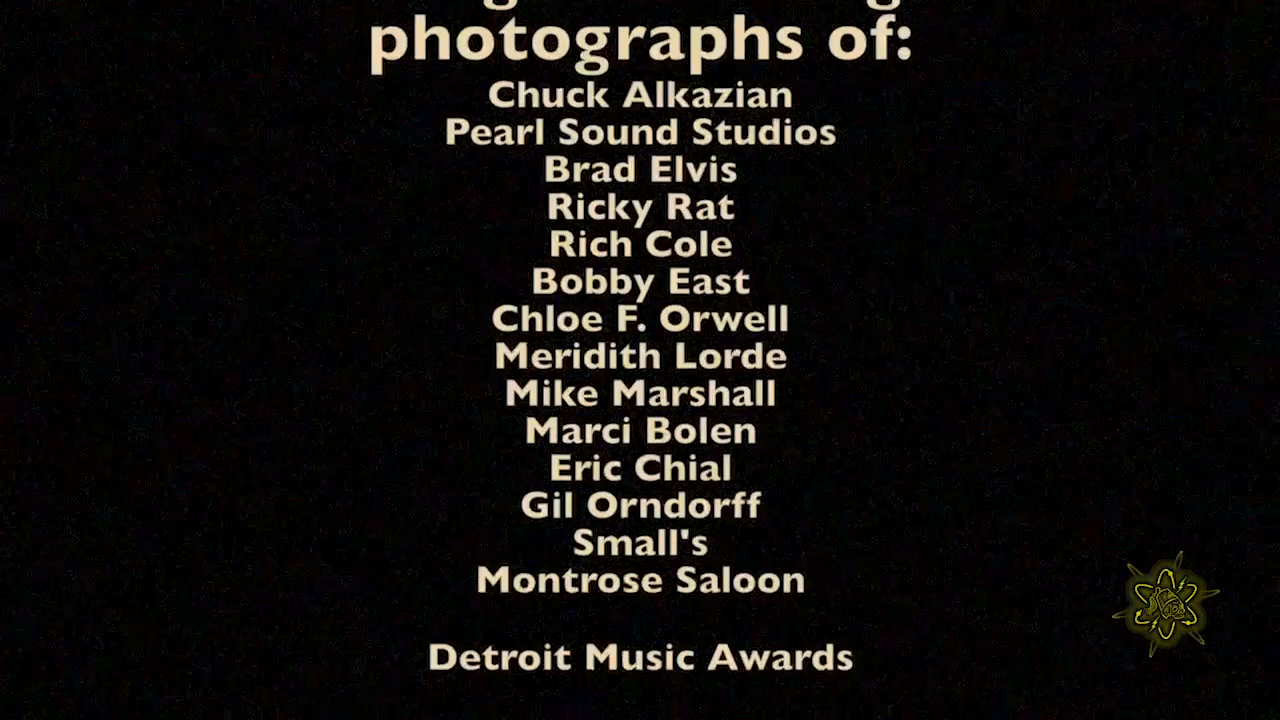 photographs of:
Chuck Alkazian
Pearl Sound Studios
Brad Elvis
Ricky Rat
Rich Cole
Bobby East
Chloe F. Orwell
Meridith Lorde
Mike Marshall
Marci Bolen
Eric Chial
Gil Orndorff
Small's
Montrose Saloon
Detroit Music Awards